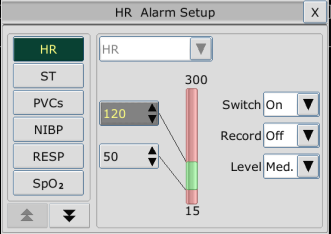 HR Alarm Setup X
HR
ST
PVCs
NIBP
RESP
SpO₂
HR
300
120
50
15
Switch On
Record Off
Level Med.